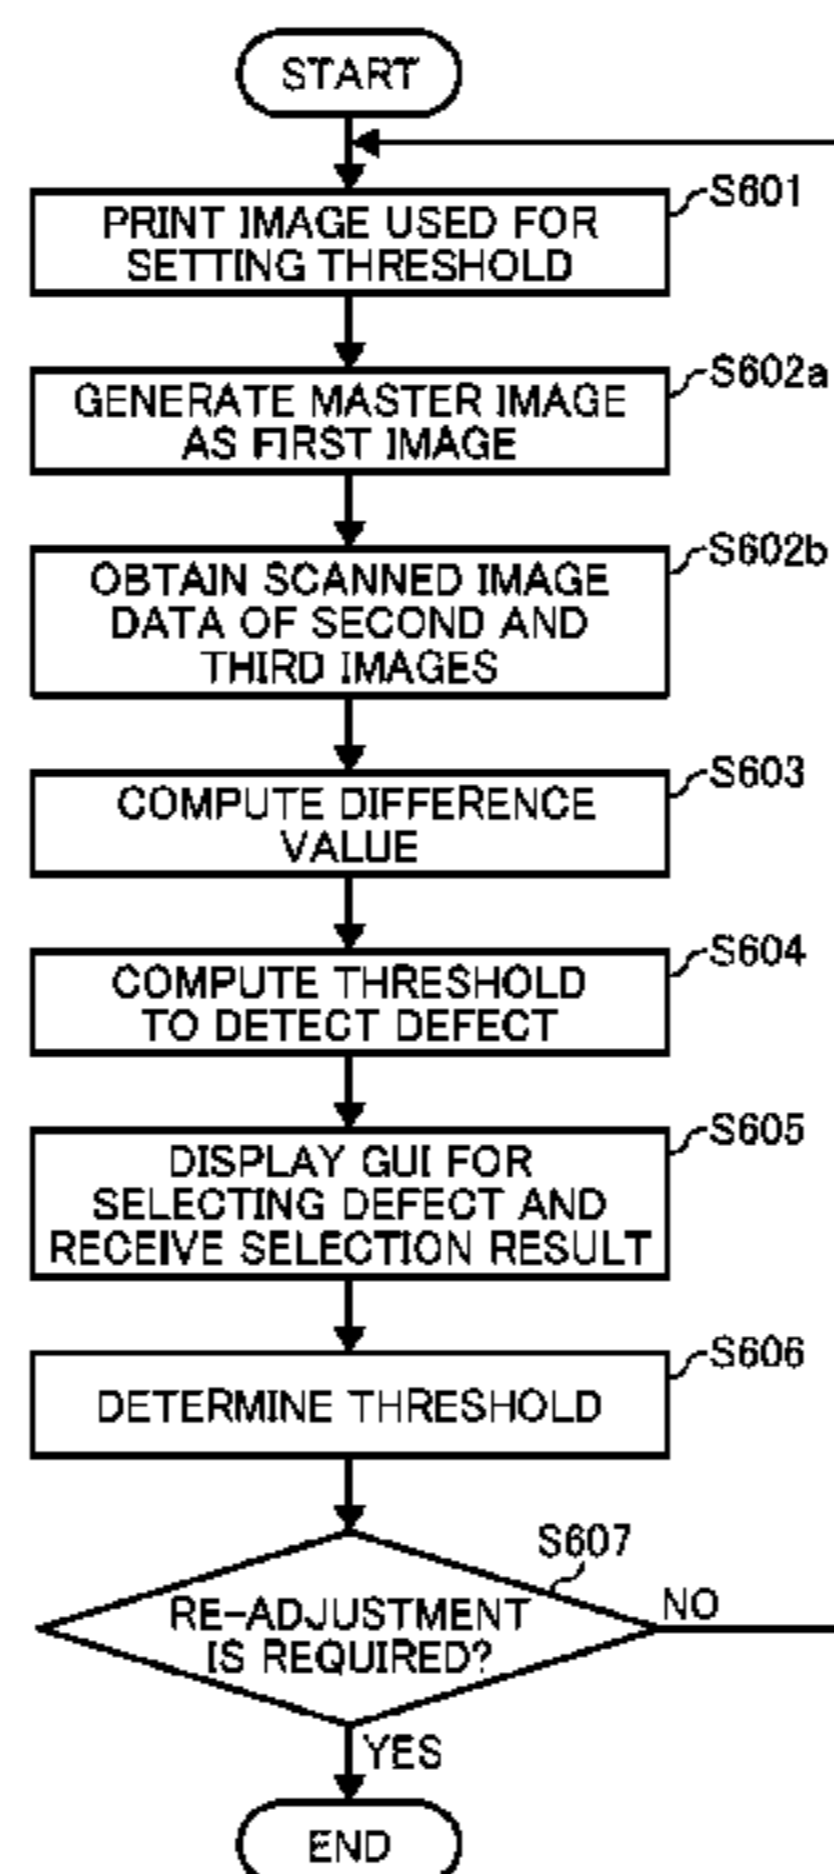 START
S601
PRINT IMAGE USED FOR
SETTING THRESHOLD
S602a
GENERATE MASTER IMAGE
AS FIRST IMAGE
S602b
OBTAIN SCANNED IMAGE
DATA OF SECOND AND
THIRD IMAGES
S603
COMPUTE DIFFERENCE
VALUE
S604
COMPUTE THRESHOLD
TO DETECT DEFECT
S605
DISPLAY GUI FOR
SELECTING DEFECT AND
RECEIVE SELECTION RESULT
S606
DETERMINE THRESHOLD
S607
RE-ADJUSTMENT
IS REQUIRED?
NO
YES
END